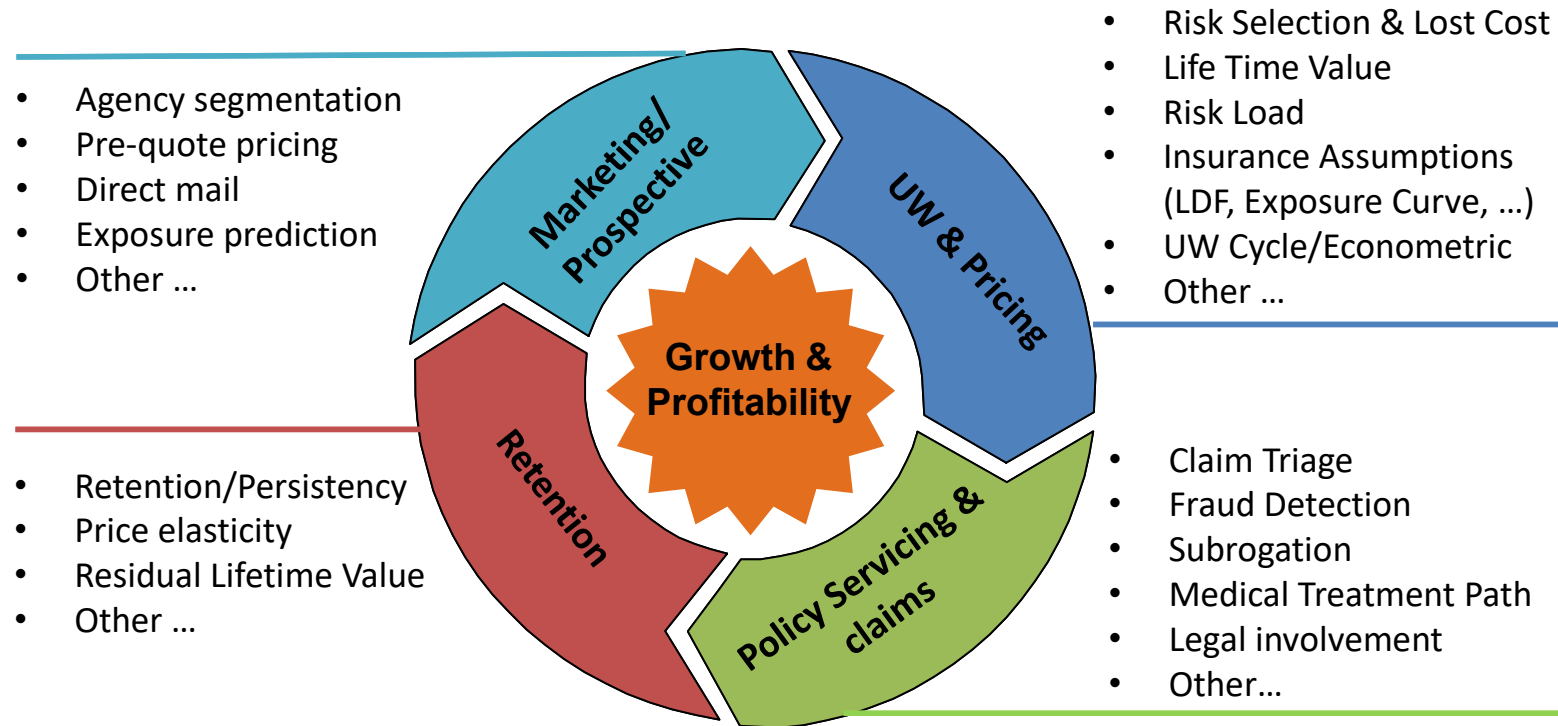 • Agency segmentation
• Pre-quote pricing
• Direct mail
• Exposure prediction
• Other ...
Marketing/
Prospective
• Risk Selection & Lost Cost
• Life Time Value
• Risk Load
• Insurance Assumptions
(LDF, Exposure Curve, ...)
• UW Cycle/Econometric
• Other ...
UW & Pricing
Growth &
Profitability
• Retention/Persistency
• Price elasticity
• Residual Lifetime Value
• Other ...
Retention
Policy Servicing &
claims
• Claim Triage
• Fraud Detection
• Subrogation
• Medical Treatment Path
• Legal involvement
• Other...